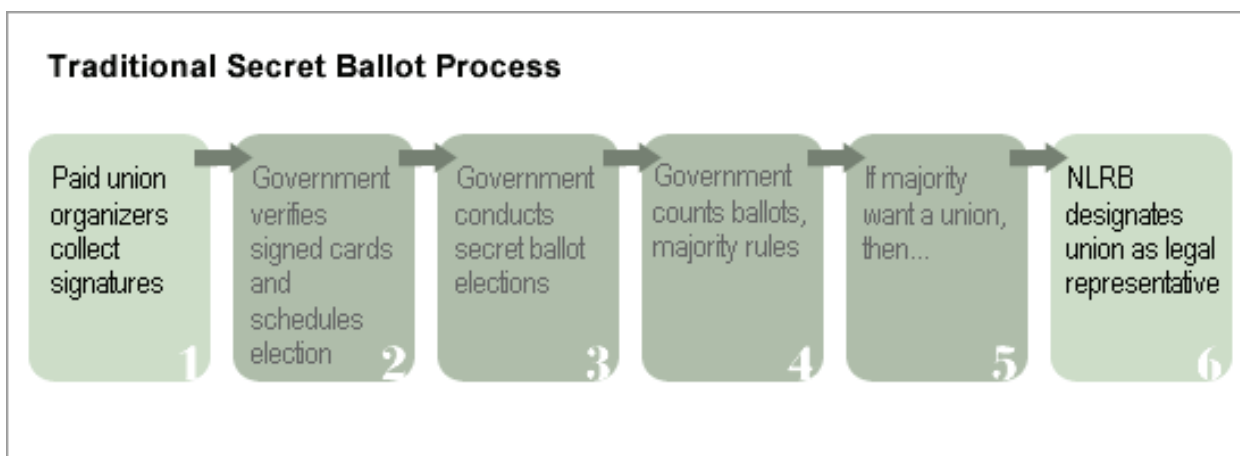 Traditional Secret Ballot Process
Paid union
organizers
collect
signatures
1
Government
verifies
signed cards
and
schedules
election
2
Government
conducts
secret ballot
elections
3
Government
counts ballots,
majority rules
4
If majority
want a union,
then...
5
NLRB
designates
union as legal
representative
6